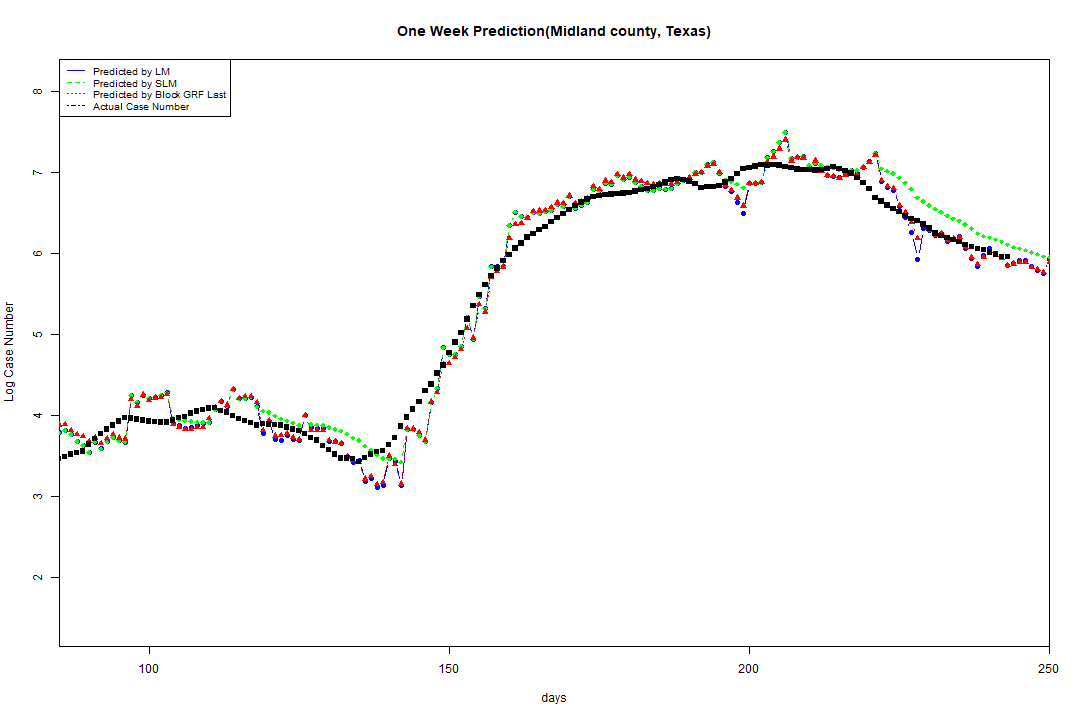 One Week Prediction(Midland county, Texas)
Predicted by LM
Predicted by SLM
Predicted by Block GRF Last
Actual Case Number
8
7
6
5
4
3
2
Log Case Number
100 150 200 250
days